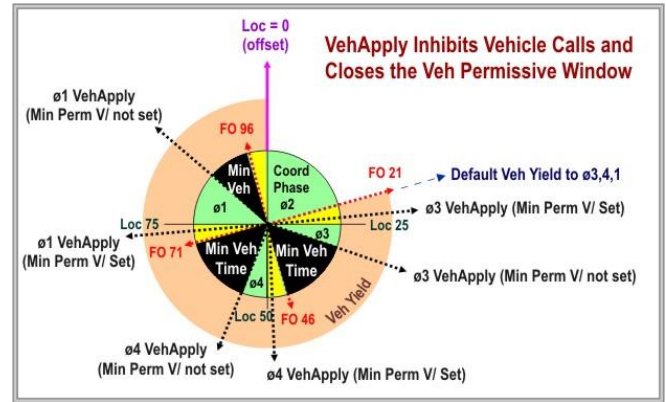 Loc = 0
(offset)
VehApply Inhibits Vehicle Calls and
Closes the Veh Permissive Window
ø1 VehApply
(Min Perm V/ not set)
FO 96
Min
Veh
Coord
Phase
ø2
FO 21
Default Veh Yield to ø3,4,1
ø1
ø3
ø3 VehApply (Min Perm V/ Set)
Loc 75
Loc 25
ø1 VehApply
(Min Perm V/ Set)
FO 71
Min Veh
Time
Min Veh
Time
ø3 VehApply (Min Perm V/ not set)
ø4
Loc 50
FO 46
Veh Yield
ø4 VehApply
(Min Perm V/ not set)
ø4 VehApply (Min Perm V/ Set)